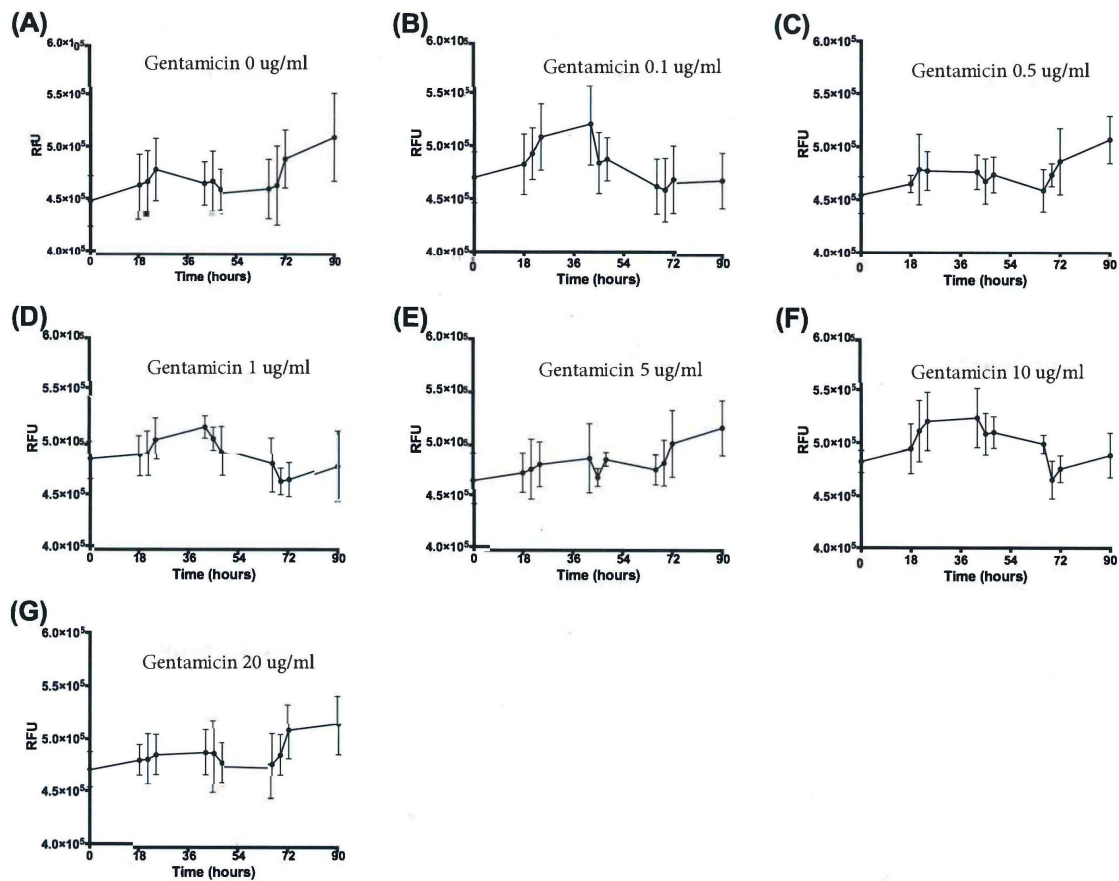 (A)
Gentamicin 0 ug/ml
6.0×10⁵
5.5×10⁵
5.0×10⁵
4.5×10⁵
4.0×10⁵
RFU
0 18 36 54 72 90
Time (hours)
(B)
Gentamicin 0.1 ug/ml
6.0×10⁵
5.5×10⁵
5.0×10⁵
4.5×10⁵
4.0×10⁵
RFU
0 18 36 54 72 90
Time (hours)
(C)
Gentamicin 0.5 ug/ml
6.0×10⁵
5.5×10⁵
5.0×10⁵
4.5×10⁵
4.0×10⁵
RFU
0 18 36 54 72 90
Time (hours)
(D)
Gentamicin 1 ug/ml
6.0×10⁵
5.5×10⁵
5.0×10⁵
4.5×10⁵
4.0×10⁵
RFU
0 18 36 54 72 90
Time (hours)
(E)
Gentamicin 5 ug/ml
6.0×10⁵
5.5×10⁵
5.0×10⁵
4.5×10⁵
4.0×10⁵
RFU
0 18 36 54 72 90
Time (hours)
(F)
Gentamicin 10 ug/ml
6.0×10⁵
5.5×10⁵
5.0×10⁵
4.5×10⁵
4.0×10⁵
RFU
0 18 36 54 72 90
Time (hours)
(G)
Gentamicin 20 ug/ml
6.0×10⁵
5.5×10⁵
5.0×10⁵
4.5×10⁵
4.0×10⁵
RFU
0 18 36 54 72 90
Time (hours)